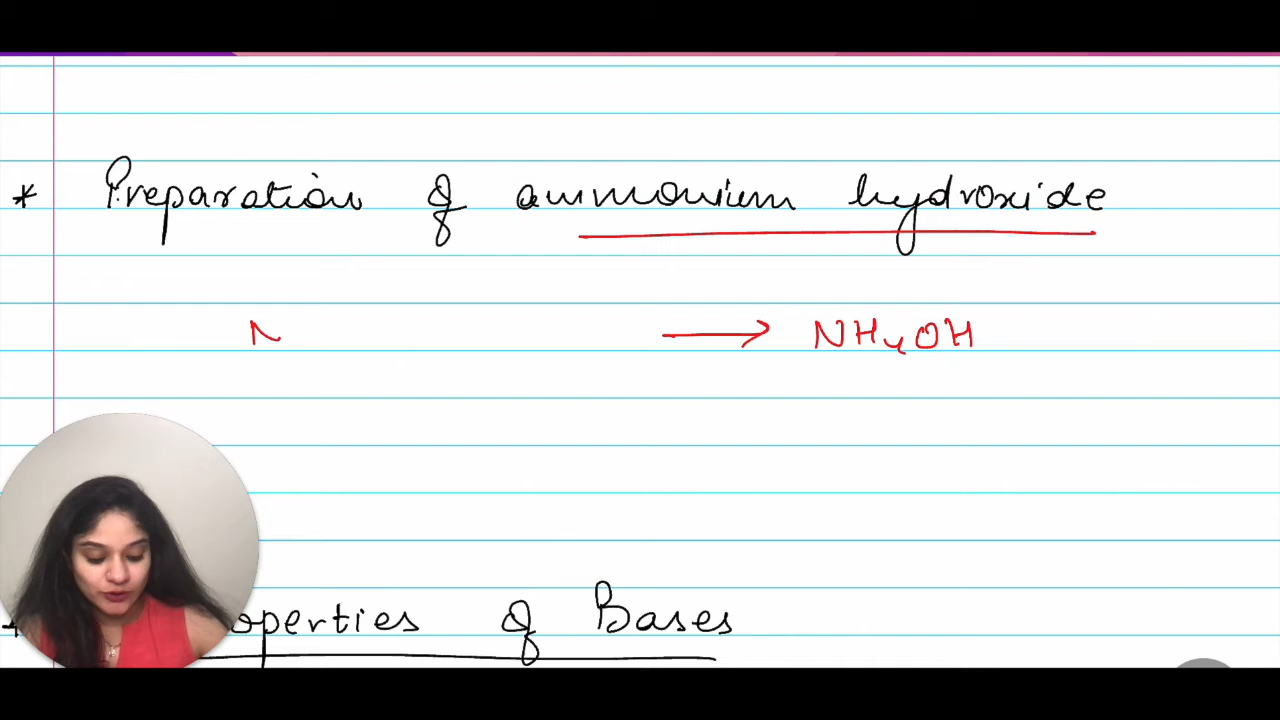 * Preparation of ammonium hydroxide
N → NH4OH
operties of Bases